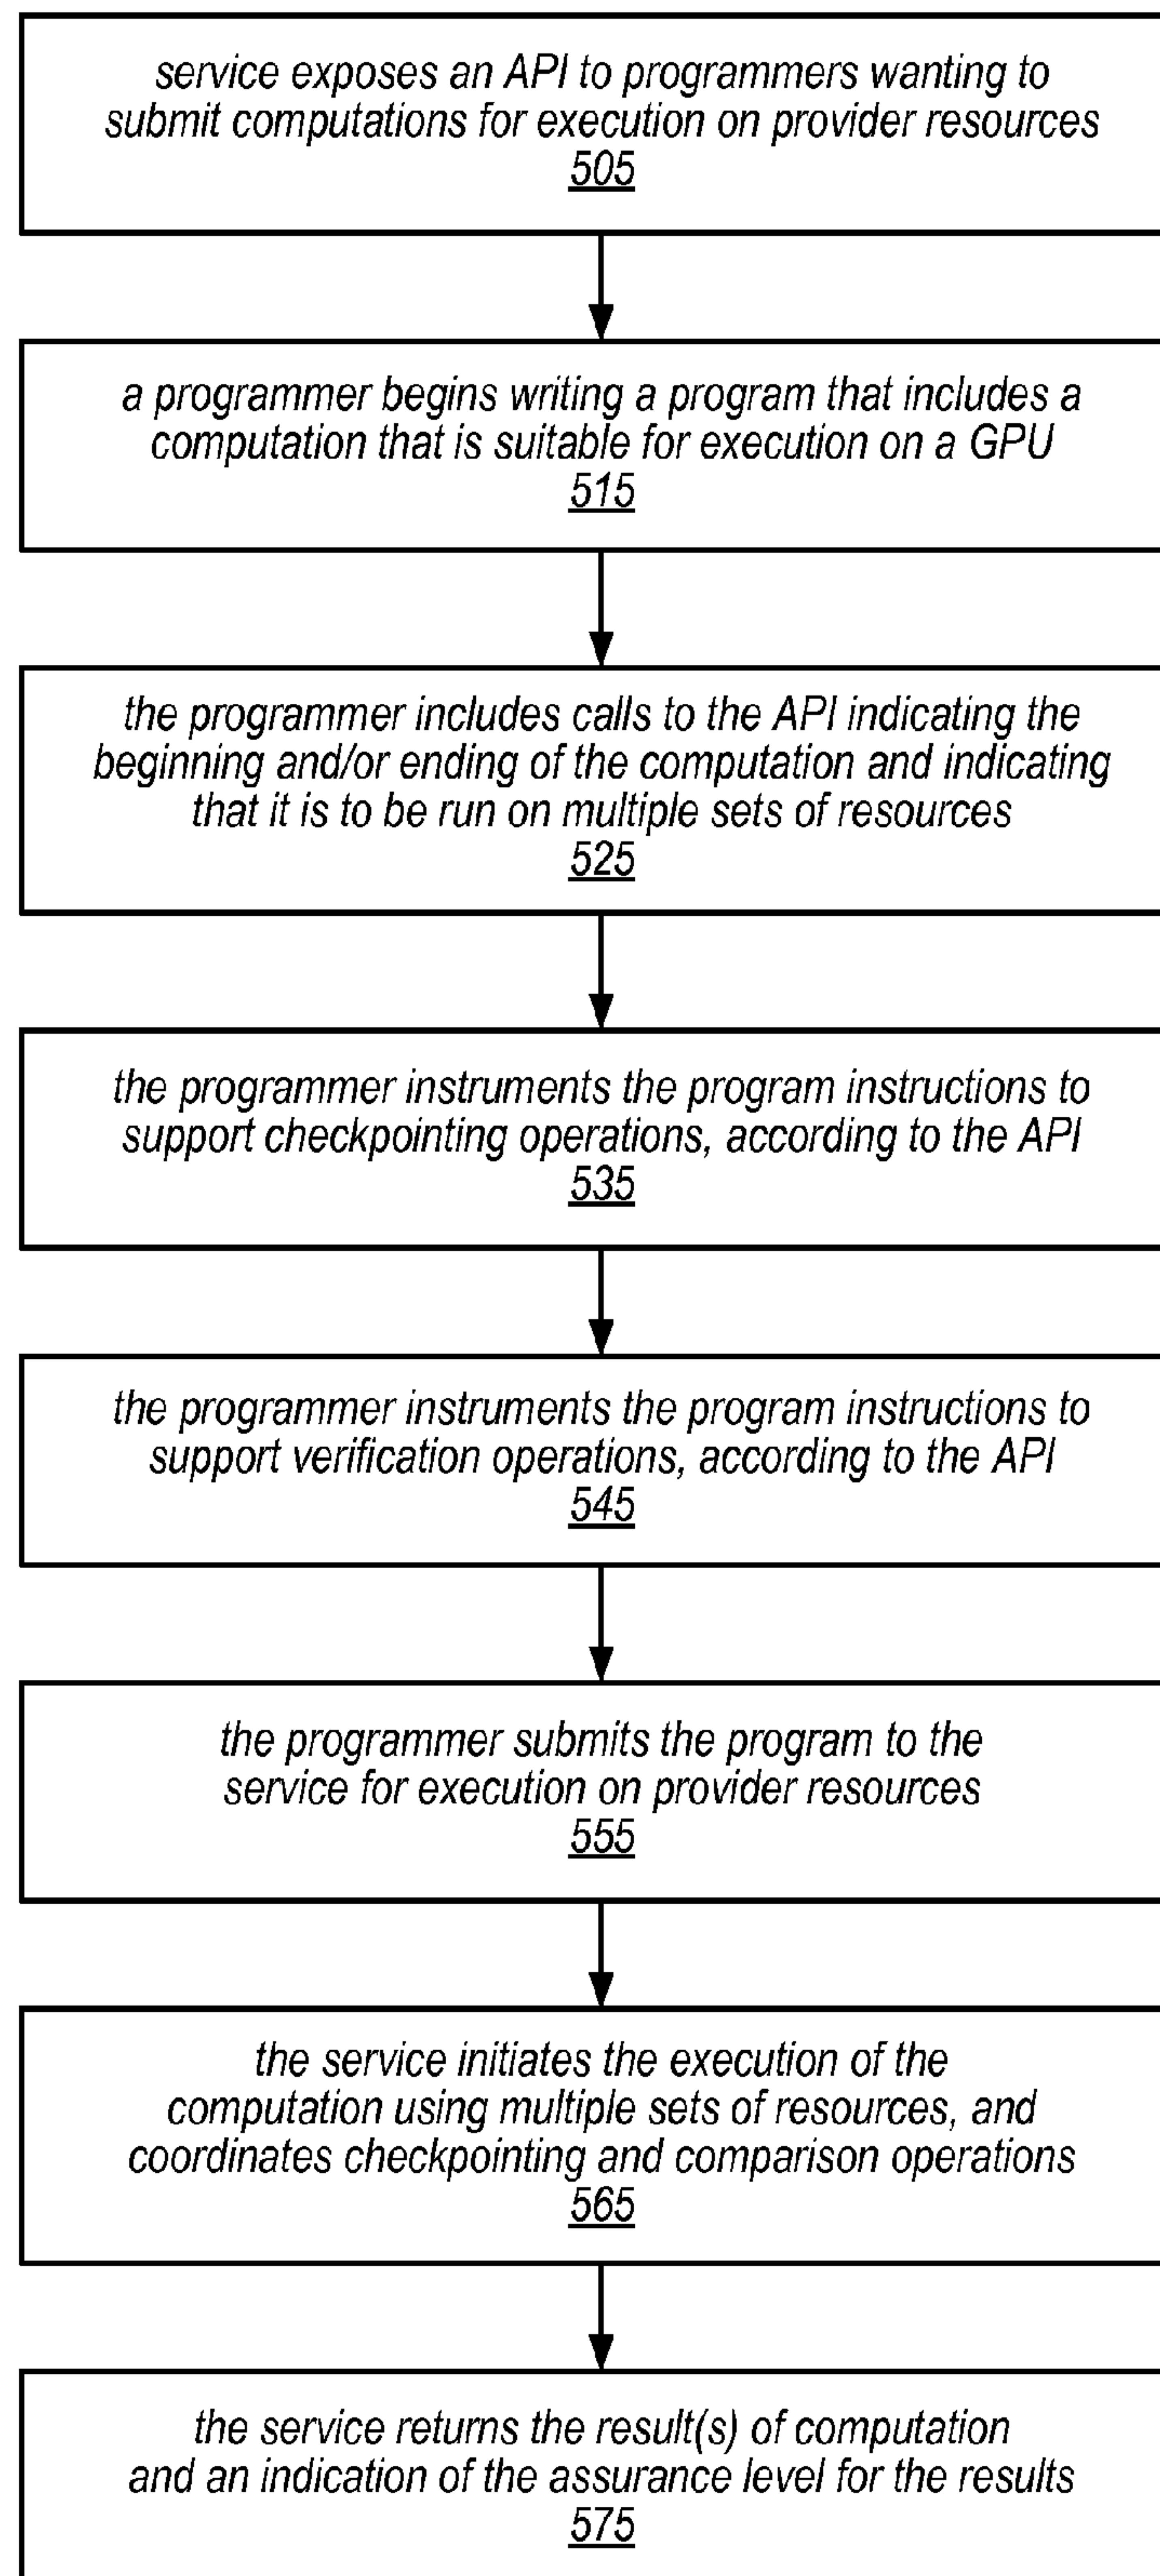 service exposes an API to programmers wanting to
submit computations for execution on provider resources
505
a programmer begins writing a program that includes a
computation that is suitable for execution on a GPU
515
the programmer includes calls to the API indicating the
beginning and/or ending of the computation and indicating
that it is to be run on multiple sets of resources
525
the programmer instruments the program instructions to
support checkpointing operations, according to the API
535
the programmer instruments the program instructions to
support verification operations, according to the API
545
the programmer submits the program to the
service for execution on provider resources
555
the service initiates the execution of the
computation using multiple sets of resources, and
coordinates checkpointing and comparison operations
565
the service returns the result(s) of computation
and an indication of the assurance level for the results
575